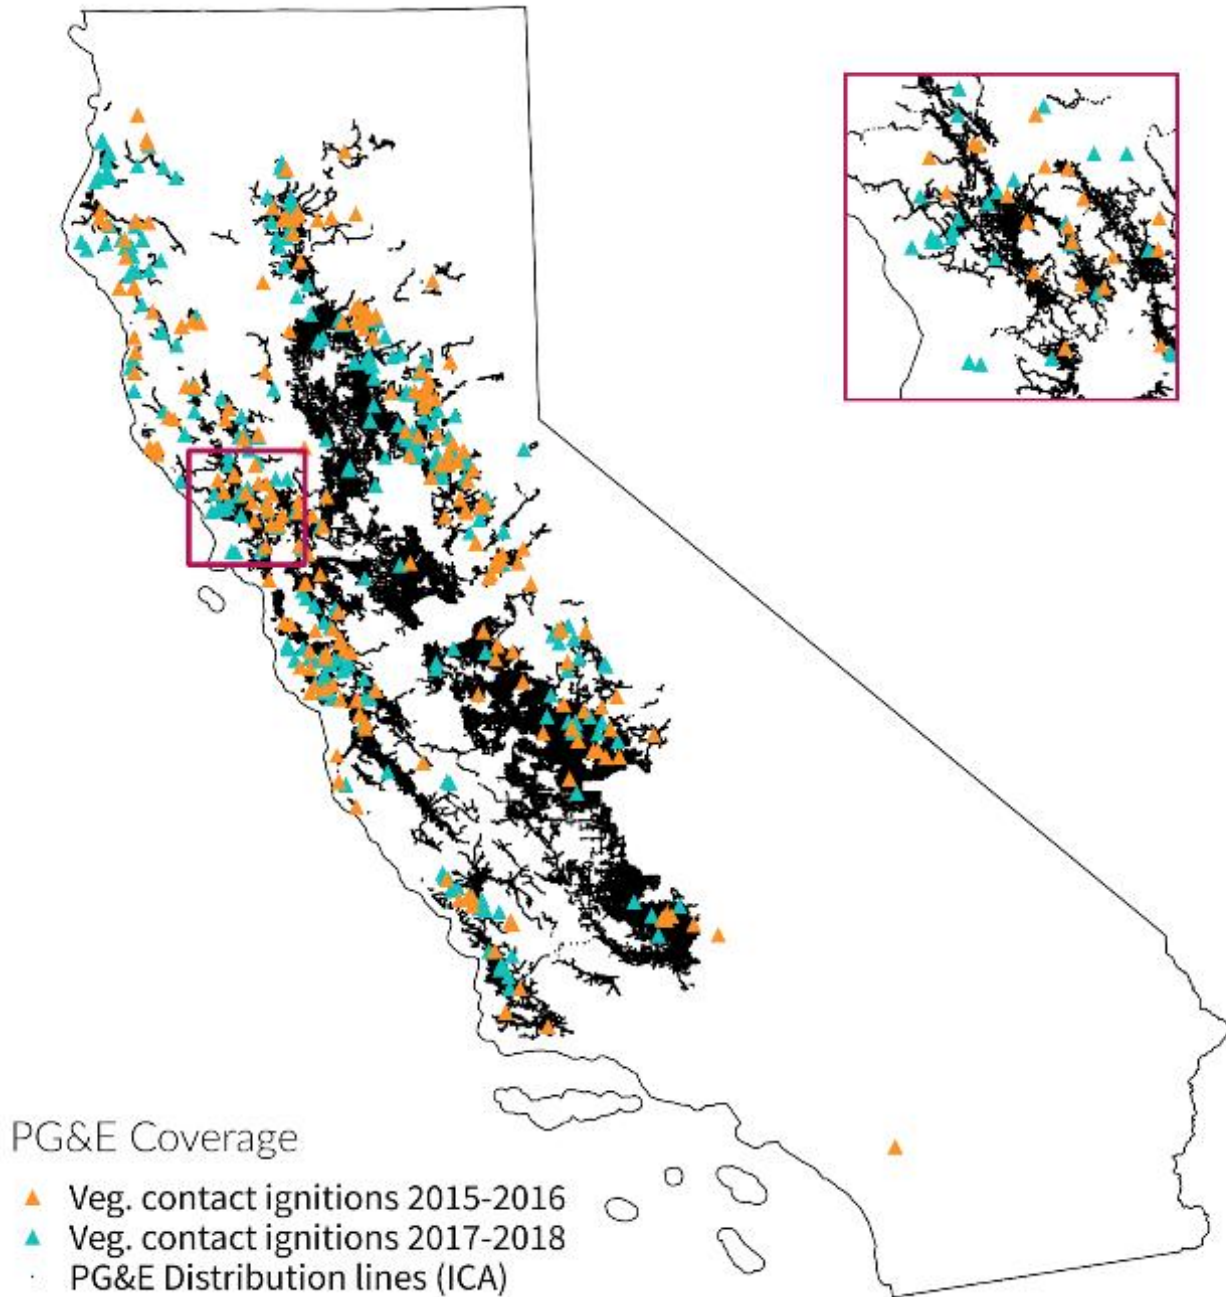 PG&E Coverage
Veg. contact ignitions 2015-2016
Veg. contact ignitions 2017-2018
PG&E Distribution lines (ICA)